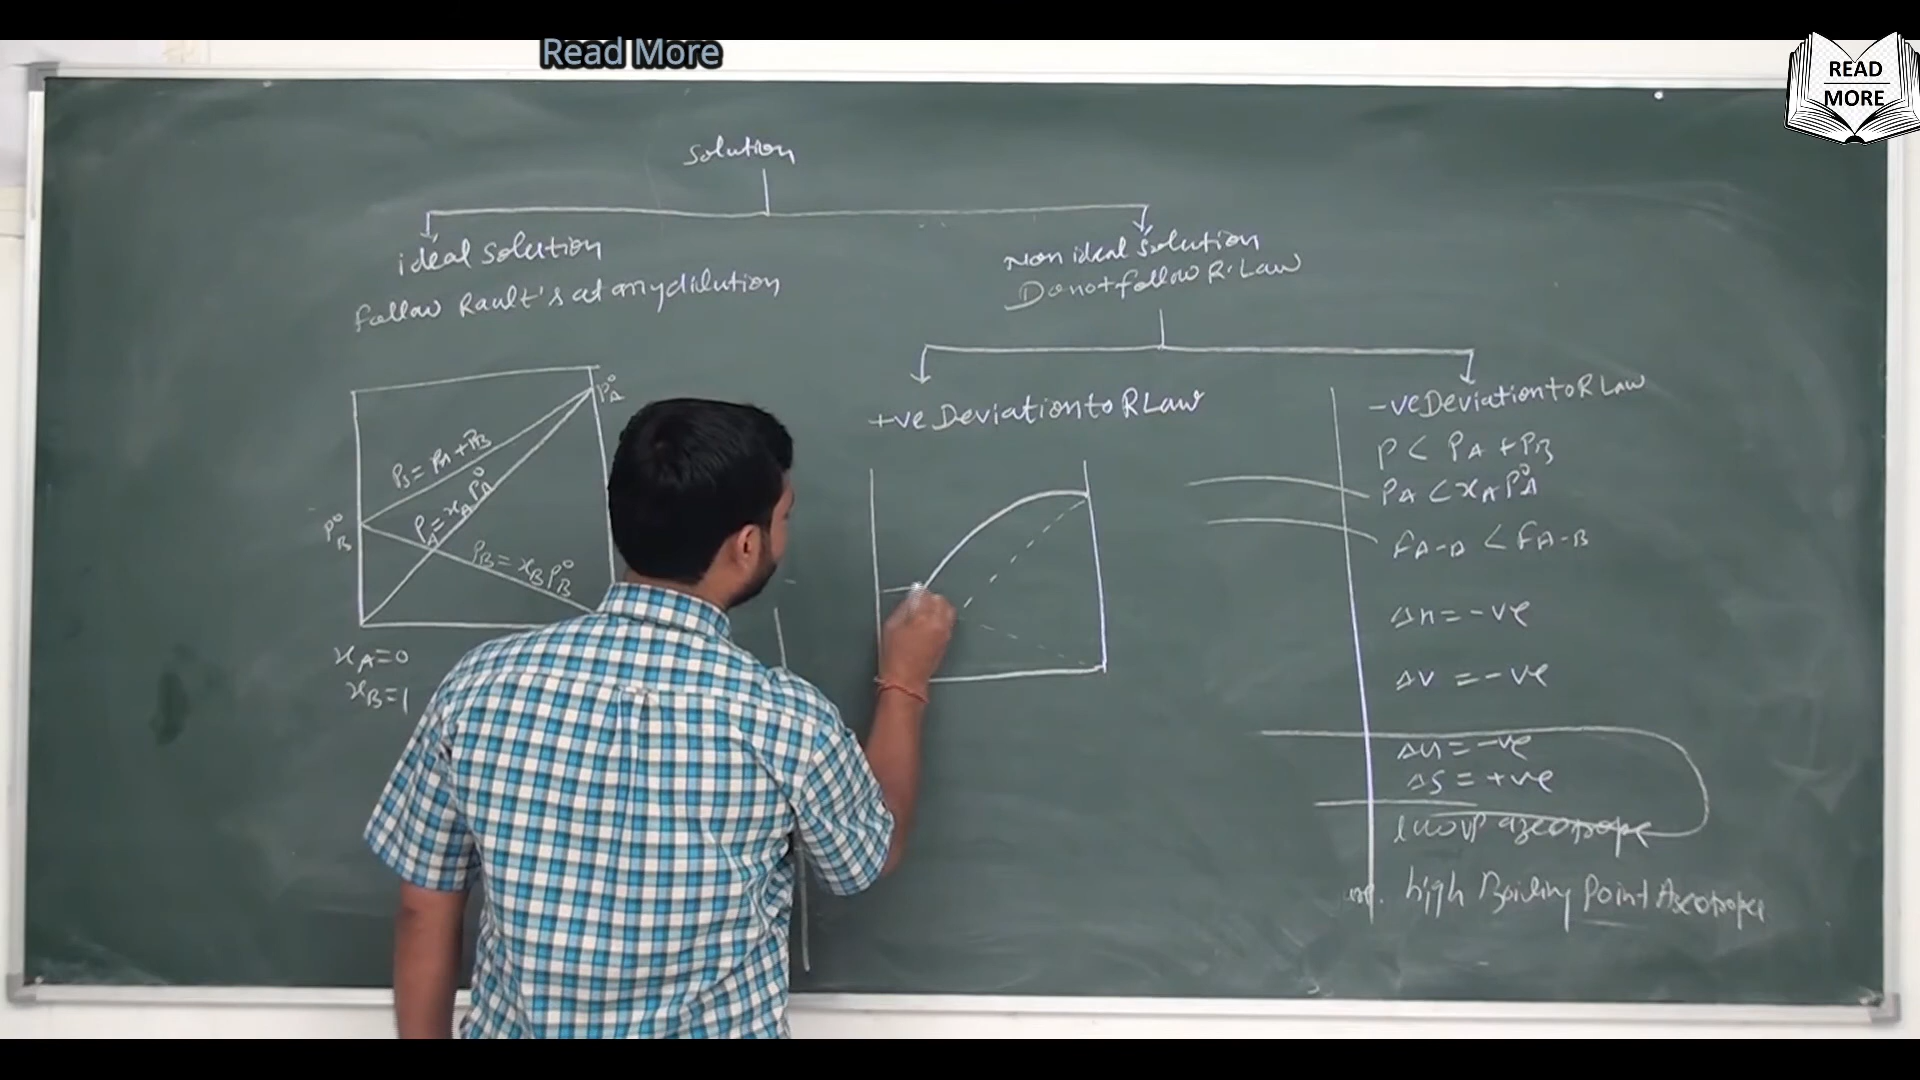 Read More
READ
MORE
Solution
ideal solution
follow Rault's at any dilution
Non ideal solution
Do not follow R. Law
+ve Deviation to R Law
-ve Deviation to R Law
P°A
Ps = PA + PB
PA = xA P°A
P°B
PB = xB P°B
xA = 0
xB = 1
P < PA + PB
PA < xA P°A
FA-A < FA-B
ΔH = -ve
ΔV = -ve
Δu = -ve
ΔS = +ve
azeotrope
high Boiling Point Azeotropes